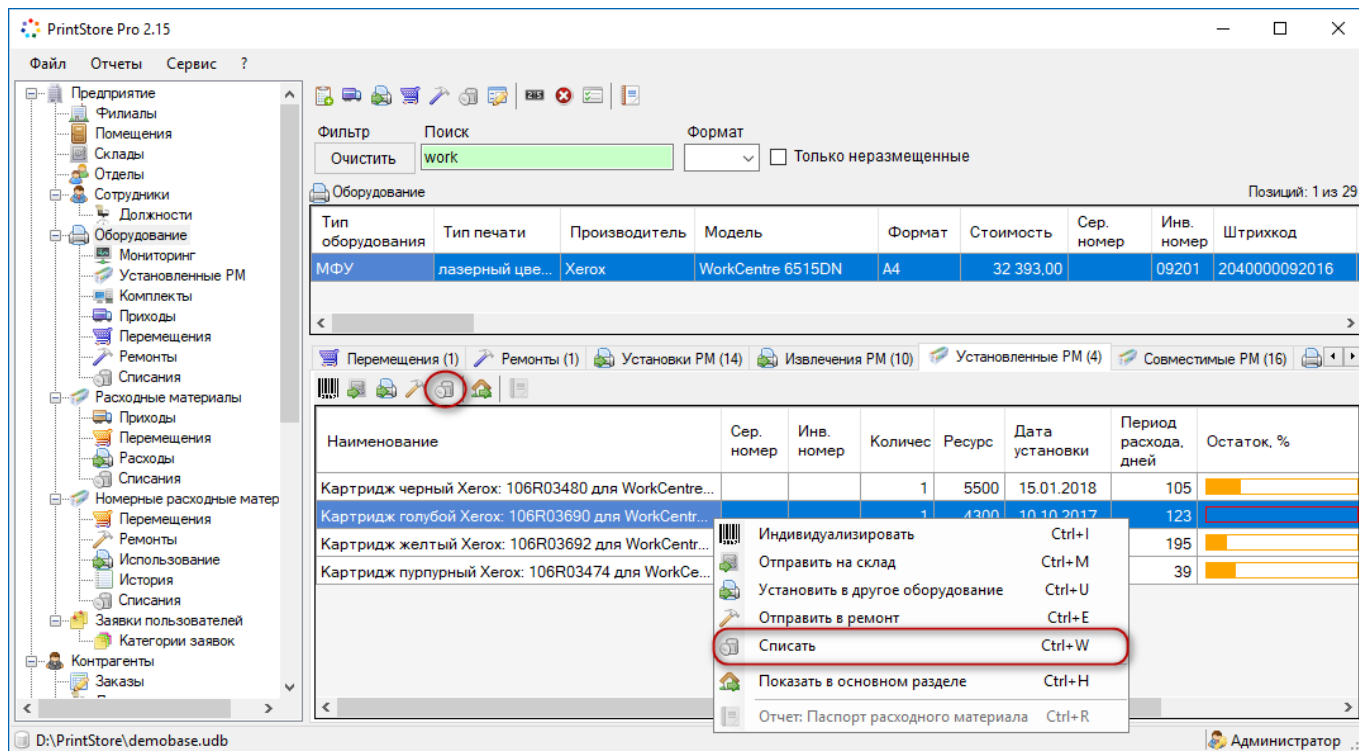 PrintStore Pro 2.15
Файл Отчеты Сервис ?
Предприятие
Филиалы
Помещения
Склады
Отделы
Сотрудники
Должности
Оборудование
Мониторинг
Установленные РМ
Комплекты
Приходы
Перемещения
Ремонты
Списания
Расходные материалы
Приходы
Перемещения
Расходы
Списания
Номерные расходные матер
Перемещения
Ремонты
Использование
История
Списания
Заявки пользователей
Категории заявок
Контрагенты
Заказы
Фильтр Поиск Формат
Очистить work Только неразмещенные
Оборудование Позиций: 1 из 29
Тип оборудования Тип печати Производитель Модель Формат Стоимость Сер. номер Инв. номер Штрихкод
МФУ лазерный цве... Xerox WorkCentre 6515DN A4 32 393,00 09201 2040000092016
Перемещения (1) Ремонты (1) Установки РМ (14) Извлечения РМ (10) Установленные РМ (4) Совместимые РМ (16)
Наименование Сер. номер Инв. номер Количес Ресурс Дата установки Период расхода, дней Остаток, %
Картридж черный Xerox: 106R03480 для WorkCentre... 1 5500 15.01.2018 105
Картридж голубой Xerox: 106R03690 для WorkCentr... 1 4300 10.10.2017 123
Картридж желтый Xerox: 106R03692 для WorkCentr... 195
Картридж пурпурный Xerox: 106R03474 для WorkCe... 39
Индивидуализировать Ctrl+I
Отправить на склад Ctrl+M
Установить в другое оборудование Ctrl+U
Отправить в ремонт Ctrl+E
Списать Ctrl+W
Показать в основном разделе Ctrl+H
Отчет: Паспорт расходного материала Ctrl+R
D:\PrintStore\demobase.udb Администратор